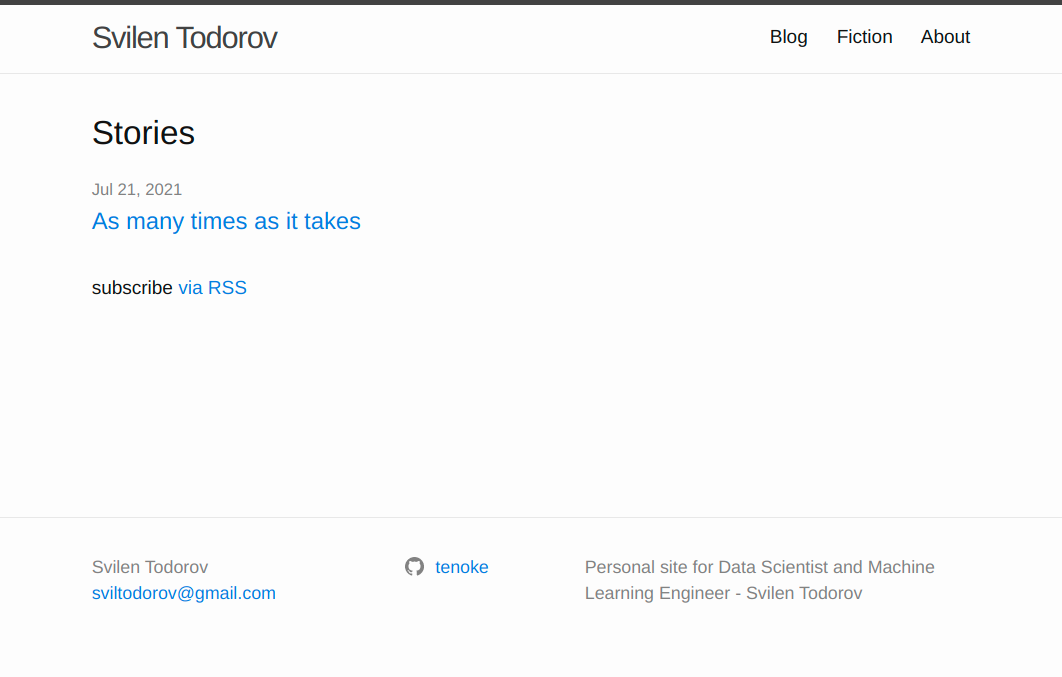 Svilen Todorov
Blog Fiction About
Stories
Jul 21, 2021
As many times as it takes
subscribe via RSS
Svilen Todorov
sviltodorov@gmail.com
tenoke
Personal site for Data Scientist and Machine
Learning Engineer - Svilen Todorov